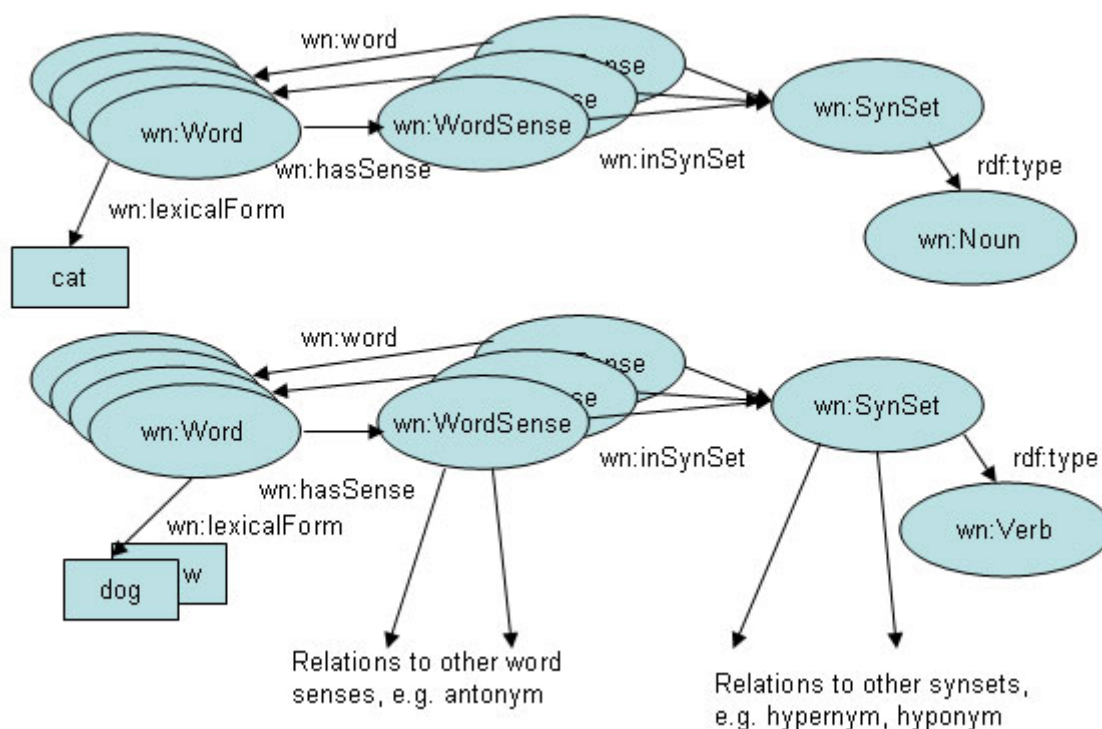 wn:word
wn:Word
wn:WordSense
wn:SynSet
wn:hasSense
wn:inSynSet
rdf:type
wn:lexicalForm
wn:Noun
cat
wn:word
wn:Word
wn:WordSense
wn:SynSet
wn:hasSense
wn:inSynSet
rdf:type
wn:lexicalForm
wn:Verb
dog
w
Relations to other word
senses, e.g. antonym
Relations to other synsets,
e.g. hypernym, hyponym